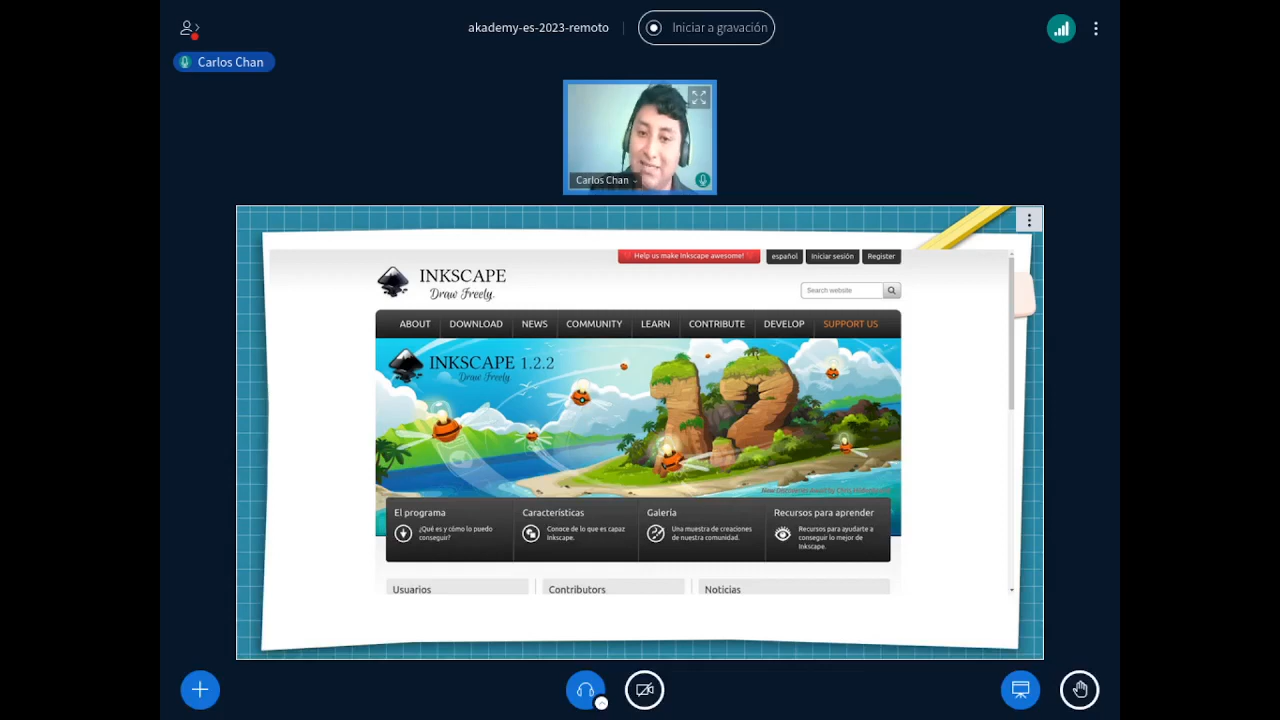 akademy-es-2023-remoto
Iniciar a gravación
Carlos Chan
Carlos Chan
Help us make Inkscape awesome!
español
Iniciar sesión
Register
INKSCAPE
Draw Freely.
Search website
ABOUT
DOWNLOAD
NEWS
COMMUNITY
LEARN
CONTRIBUTE
DEVELOP
SUPPORT US
INKSCAPE 1.2.2
Draw Freely
12
El programa
¿Qué es y cómo lo puedo
conseguir?
Características
Conoce de lo que es capaz
Inkscape.
Galería
Una muestra de creaciones
de nuestra comunidad.
Recursos para aprender
Recursos para ayudarte a
conseguir lo mejor de
Inkscape.
Usuarios
Contributors
Noticias